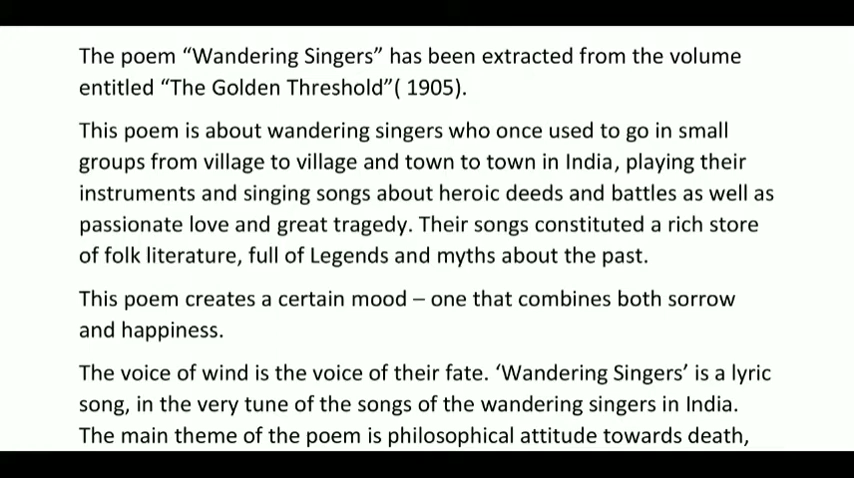 The poem “Wandering Singers” has been extracted from the volume
entitled “The Golden Threshold”( 1905).
This poem is about wandering singers who once used to go in small
groups from village to village and town to town in India, playing their
instruments and singing songs about heroic deeds and battles as well as
passionate love and great tragedy. Their songs constituted a rich store
of folk literature, full of Legends and myths about the past.
This poem creates a certain mood – one that combines both sorrow
and happiness.
The voice of wind is the voice of their fate. ‘Wandering Singers’ is a lyric
song, in the very tune of the songs of the wandering singers in India.
The main theme of the poem is philosophical attitude towards death,